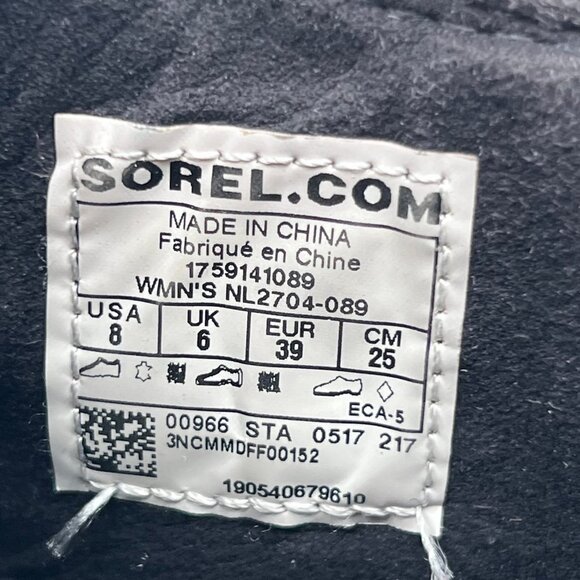 SOREL.COM
MADE IN CHINA
Fabriqué en Chine
1759141089
WMN'S NL2704-089
USA UK EUR CM
8 6 39 25
ECA-5
00966 STA 0517 217
3NCMMDFF00152
190540679610